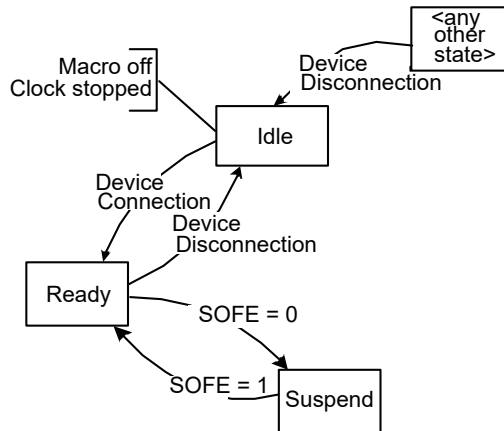 <any
other
state>
Macro off
Clock stopped
Device
Disconnection
Idle
Device
Connection
Device
Disconnection
Ready
SOFE = 0
SOFE = 1
Suspend